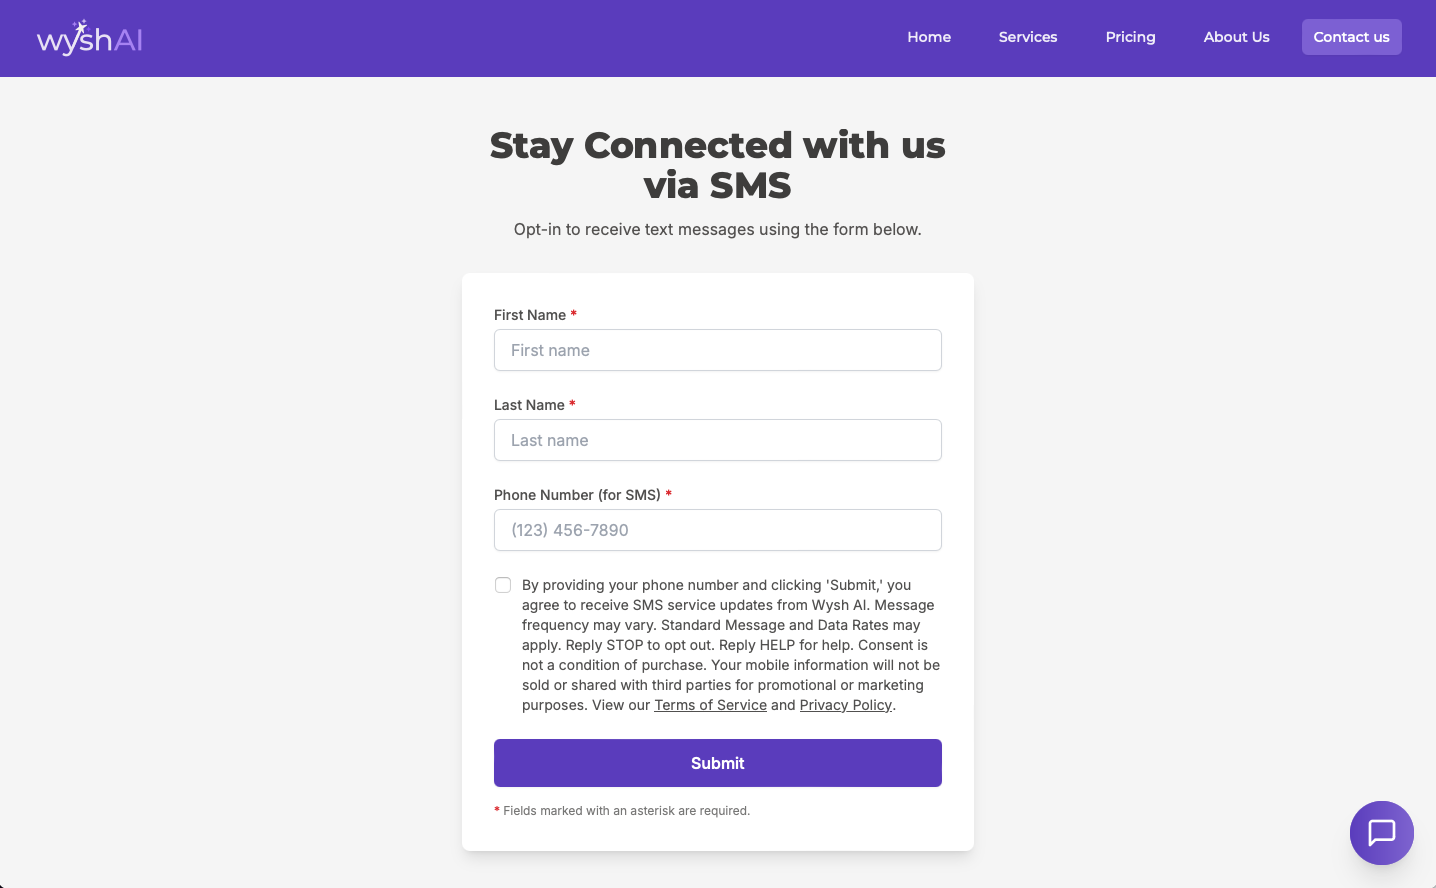 wyshAI
Home Services Pricing About Us Contact us
Stay Connected with us
via SMS
Opt-in to receive text messages using the form below.
First Name *
First name
Last Name *
Last name
Phone Number (for SMS) *
(123) 456-7890
By providing your phone number and clicking 'Submit,' you
agree to receive SMS service updates from Wysh AI. Message
frequency may vary. Standard Message and Data Rates may
apply. Reply STOP to opt out. Reply HELP for help. Consent is
not a condition of purchase. Your mobile information will not be
sold or shared with third parties for promotional or marketing
purposes. View our Terms of Service and Privacy Policy.
Submit
* Fields marked with an asterisk are required.